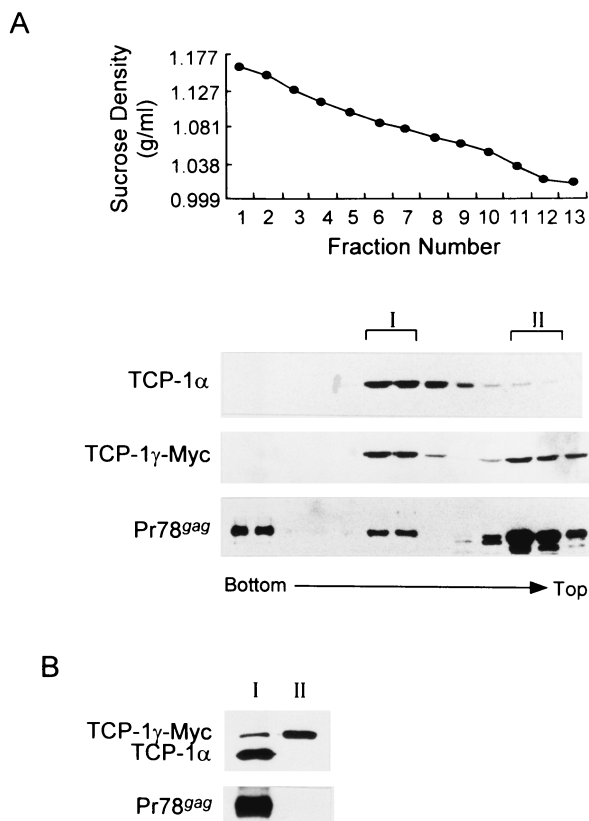 A
Sucrose Density
(g/ml)
1.177
1.127
1.081
1.038
0.999
1 2 3 4 5 6 7 8 9 10 11 12 13
Fraction Number
I II
TCP-1α
TCP-1γ-Myc
Pr78gag
Bottom Top
B
I II
TCP-1γ-Myc
TCP-1α
Pr78gag